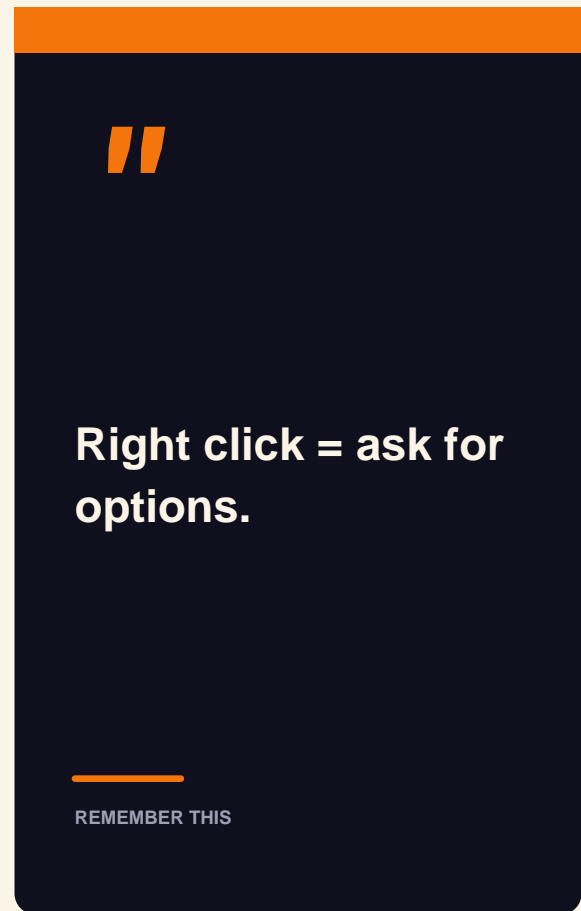 "
Right click = ask for
options.
REMEMBER THIS